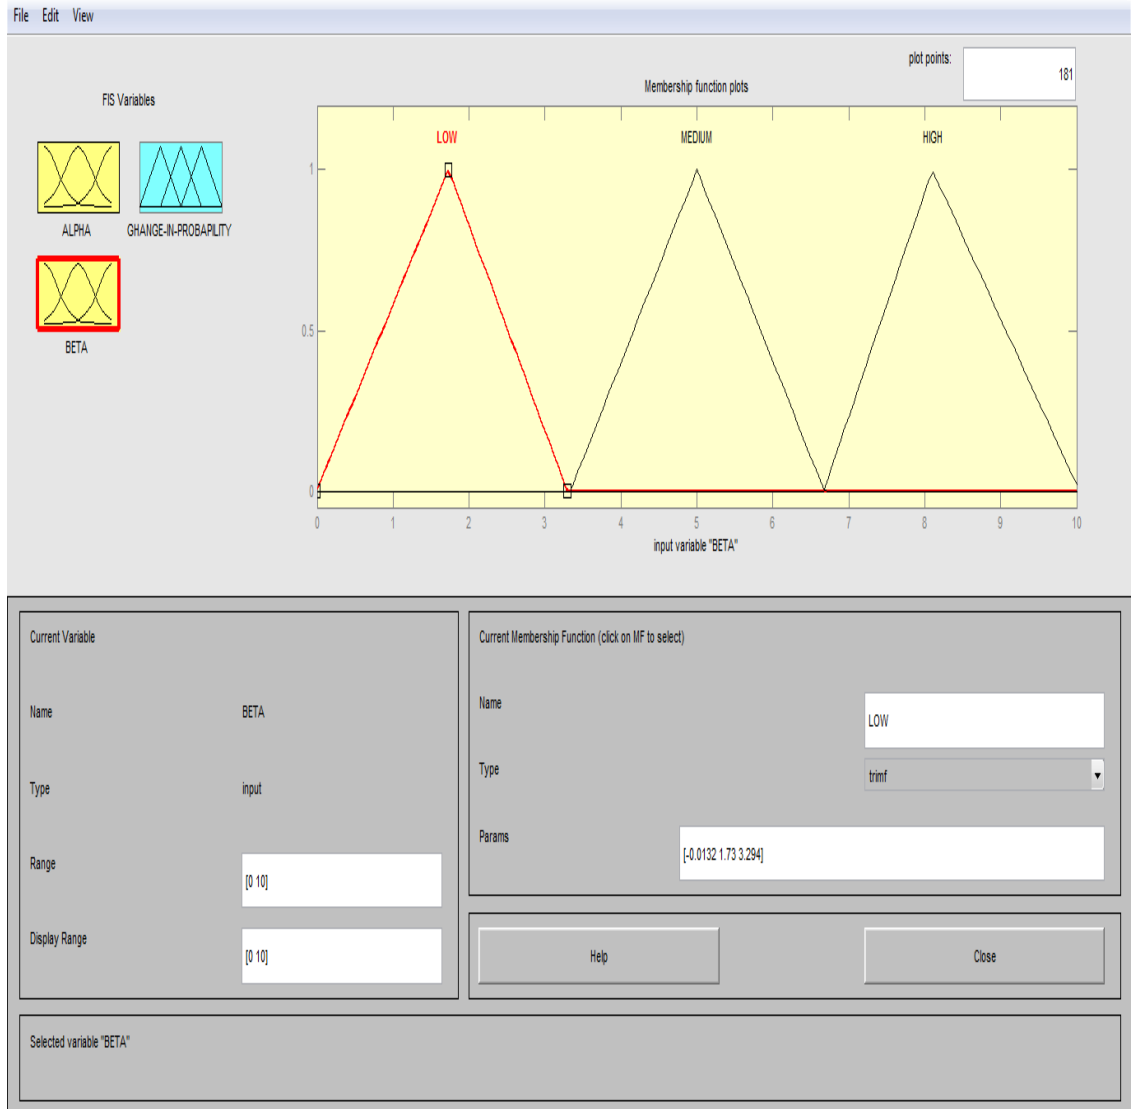 File Edit View
plot points:
181
FIS Variables
Membership function plots
ALPHA
GHANGE-IN-PROBAPILITY
BETA
LOW
MEDIUM
HIGH
1
0.5
0
0 1 2 3 4 5 6 7 8 9 10
input variable "BETA"
Current Variable
Name BETA
Type input
Range [0 10]
Display Range [0 10]
Current Membership Function (click on MF to select)
Name LOW
Type trimf
Params [-0.0132 1.73 3.294]
Help
Close
Selected variable "BETA"